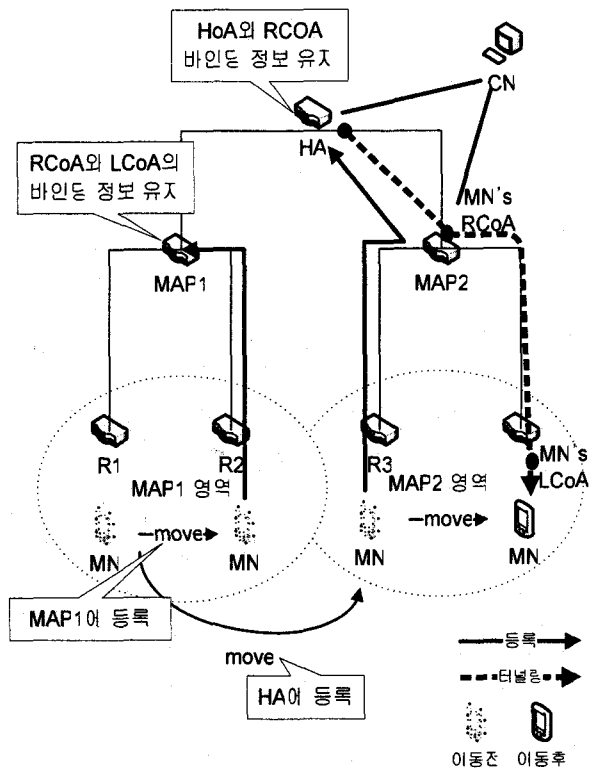 HoA와 RCOA
바인딩 정보 유지
CN
HA
RCoA와 LCoA의
바인딩 정보 유지
MN's
RCoA
MAP1
MAP2
R1
R2
R3
MN's
LCoA
MAP1 영역
MAP2 영역
move
move
MN
MN
MN
MN
MAP1에 등록
move
HA에 등록
등록
터널링
이동전
이동후